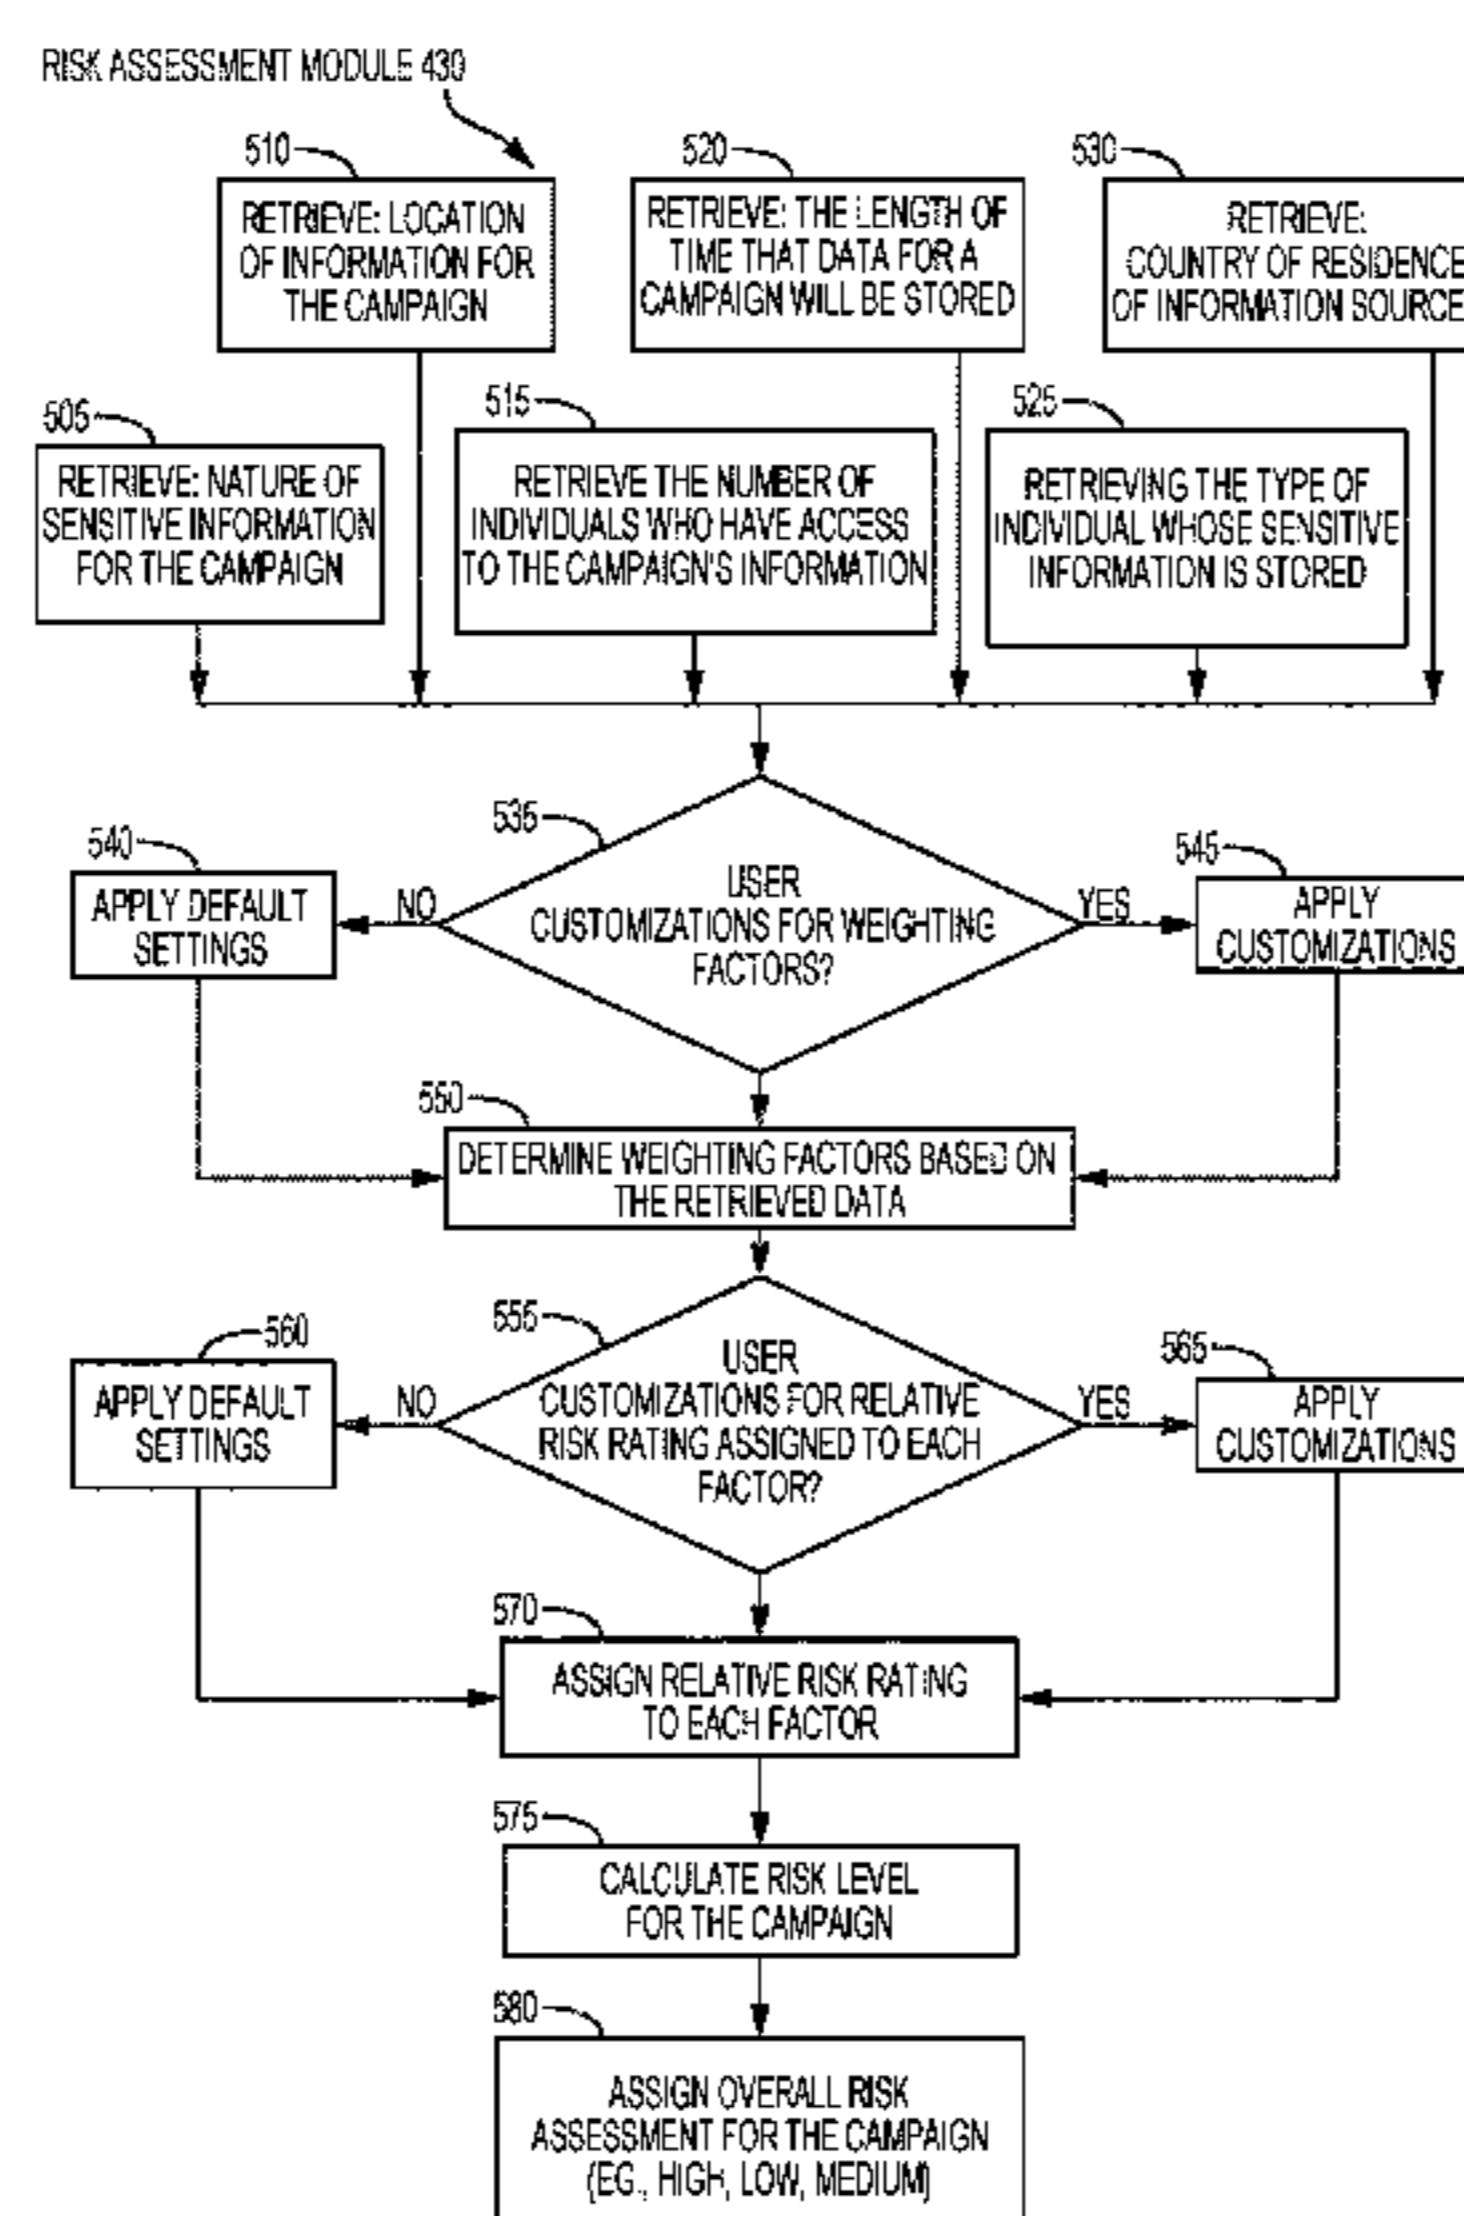 RISK ASSESSMENT MODULE 430
510
RETRIEVE: LOCATION
OF INFORMATION FOR
THE CAMPAIGN
520
RETRIEVE: THE LENGTH OF
TIME THAT DATA FOR A
CAMPAIGN WILL BE STORED
530
RETRIEVE:
COUNTRY OF RESIDENCE
OF INFORMATION SOURCE
505
RETRIEVE: NATURE OF
SENSITIVE INFORMATION
FOR THE CAMPAIGN
515
RETRIEVE THE NUMBER OF
INDIVIDUALS WHO HAVE ACCESS
TO THE CAMPAIGN'S INFORMATION
525
RETRIEVING THE TYPE OF
INDIVIDUAL WHOSE SENSITIVE
INFORMATION IS STORED
535
USER
CUSTOMIZATIONS FOR WEIGHTING
FACTORS?
NO
YES
540
APPLY DEFAULT
SETTINGS
545
APPLY
CUSTOMIZATIONS
550
DETERMINE WEIGHTING FACTORS BASED ON
THE RETRIEVED DATA
555
USER
CUSTOMIZATIONS FOR RELATIVE
RISK RATING ASSIGNED TO EACH
FACTOR?
NO
YES
560
APPLY DEFAULT
SETTINGS
565
APPLY
CUSTOMIZATIONS
570
ASSIGN RELATIVE RISK RATING
TO EACH FACTOR
575
CALCULATE RISK LEVEL
FOR THE CAMPAIGN
580
ASSIGN OVERALL RISK
ASSESSMENT FOR THE CAMPAIGN
(EG., HIGH, LOW, MEDIUM)